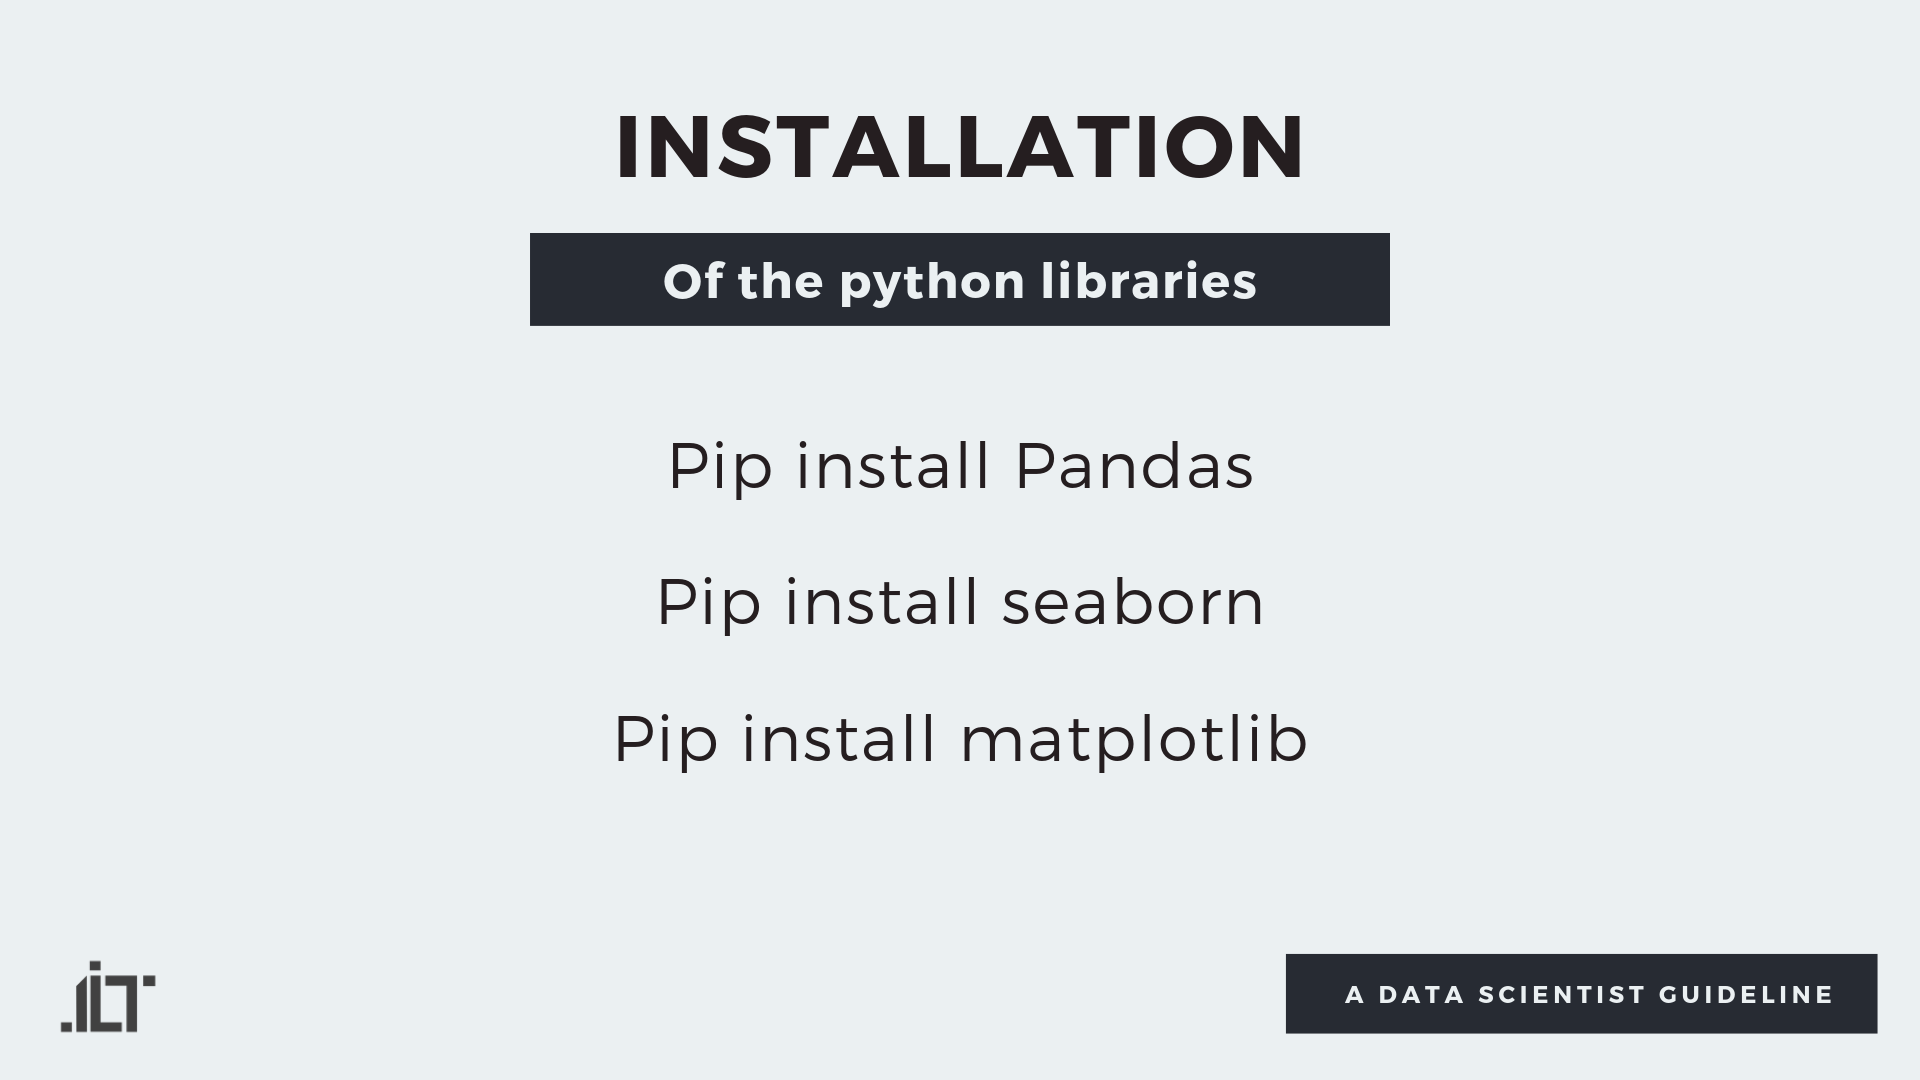 INSTALLATION
Of the python libraries
Pip install Pandas
Pip install seaborn
Pip install matplotlib
A DATA SCIENTIST GUIDELINE